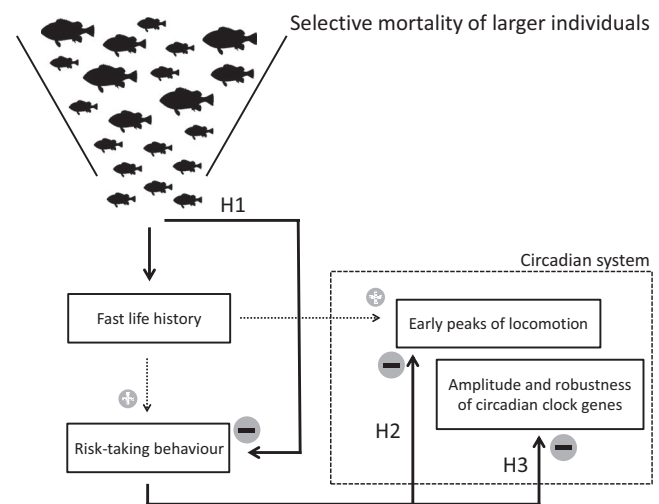 Selective mortality of larger individuals
H1
Circadian system
Fast life history
Early peaks of locomotion
Amplitude and robustness
of circadian clock genes
H2
Risk-taking behaviour
H3